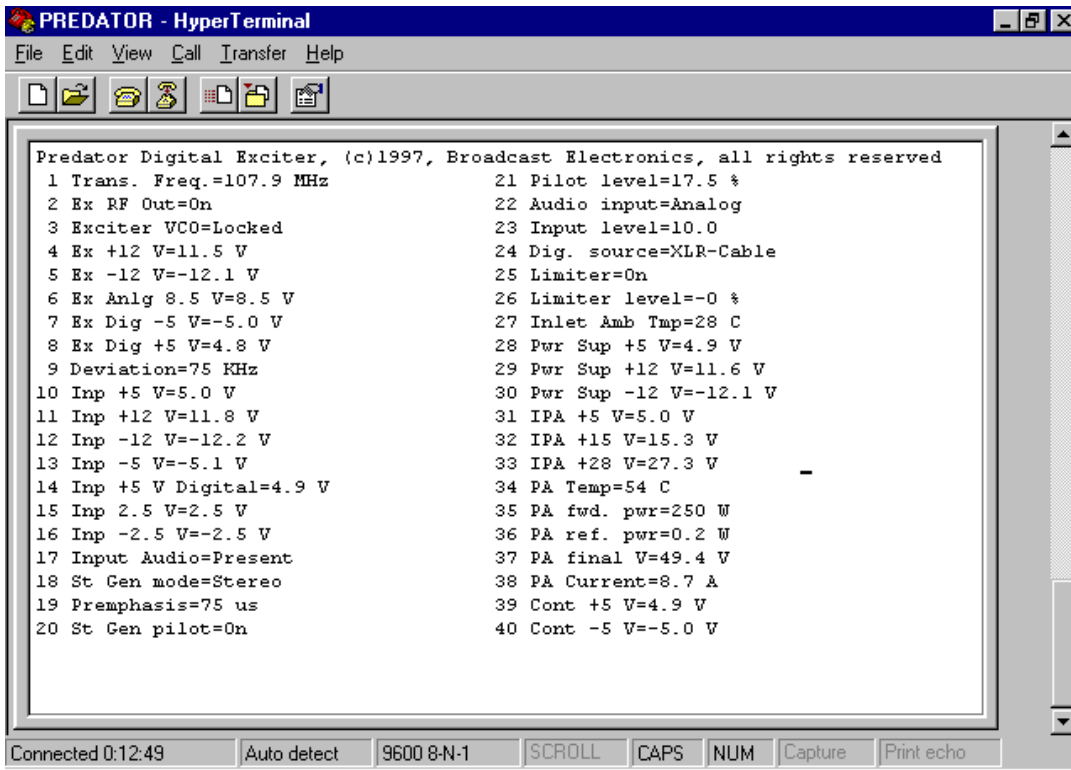 PREDATOR - HyperTerminal
File Edit View Call Transfer Help
Predator Digital Exciter, (c)1997, Broadcast Electronics, all rights reserved
1 Trans. Freq.=107.9 MHz
2 Ex RF Out=On
3 Exciter VCO=Locked
4 Ex +12 V=11.5 V
5 Ex -12 V=-12.1 V
6 Ex Anlg 8.5 V=8.5 V
7 Ex Dig -5 V=-5.0 V
8 Ex Dig +5 V=4.8 V
9 Deviation=75 KHz
10 Inp +5 V=5.0 V
11 Inp +12 V=11.8 V
12 Inp -12 V=-12.2 V
13 Inp -5 V=-5.1 V
14 Inp +5 V Digital=4.9 V
15 Inp 2.5 V=2.5 V
16 Inp -2.5 V=-2.5 V
17 Input Audio=Present
18 St Gen mode=Stereo
19 Premphasis=75 us
20 St Gen pilot=On
21 Pilot level=17.5 %
22 Audio input=Analog
23 Input level=10.0
24 Dig. source=XLR-Cable
25 Limiter=On
26 Limiter level=-0 %
27 Inlet Amb Tmp=28 C
28 Pwr Sup +5 V=4.9 V
29 Pwr Sup +12 V=11.6 V
30 Pwr Sup -12 V=-12.1 V
31 IPA +5 V=5.0 V
32 IPA +15 V=15.3 V
33 IPA +28 V=27.3 V
34 PA Temp=54 C
35 PA fwd. pwr=250 W
36 PA ref. pwr=0.2 W
37 PA final V=49.4 V
38 PA Current=8.7 A
39 Cont +5 V=4.9 V
40 Cont -5 V=-5.0 V
Connected 0:12:49 Auto detect 9600 8-N-1 SCROLL CAPS NUM Capture Print echo